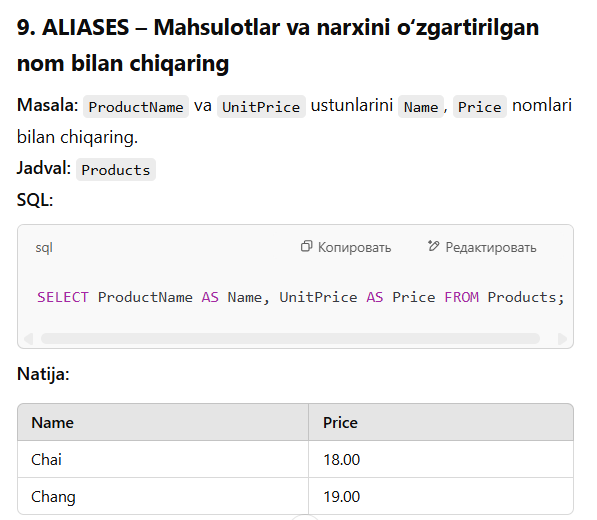 9. ALIASES – Mahsulotlar va narxini o‘zgartirilgan
nom bilan chiqaring
Masala: ProductName va UnitPrice ustunlarini Name, Price nomlari
bilan chiqaring.
Jadval: Products
SQL:
sql Копировать Редактировать
SELECT ProductName AS Name, UnitPrice AS Price FROM Products;
Natija:
Name Price
Chai 18.00
Chang 19.00